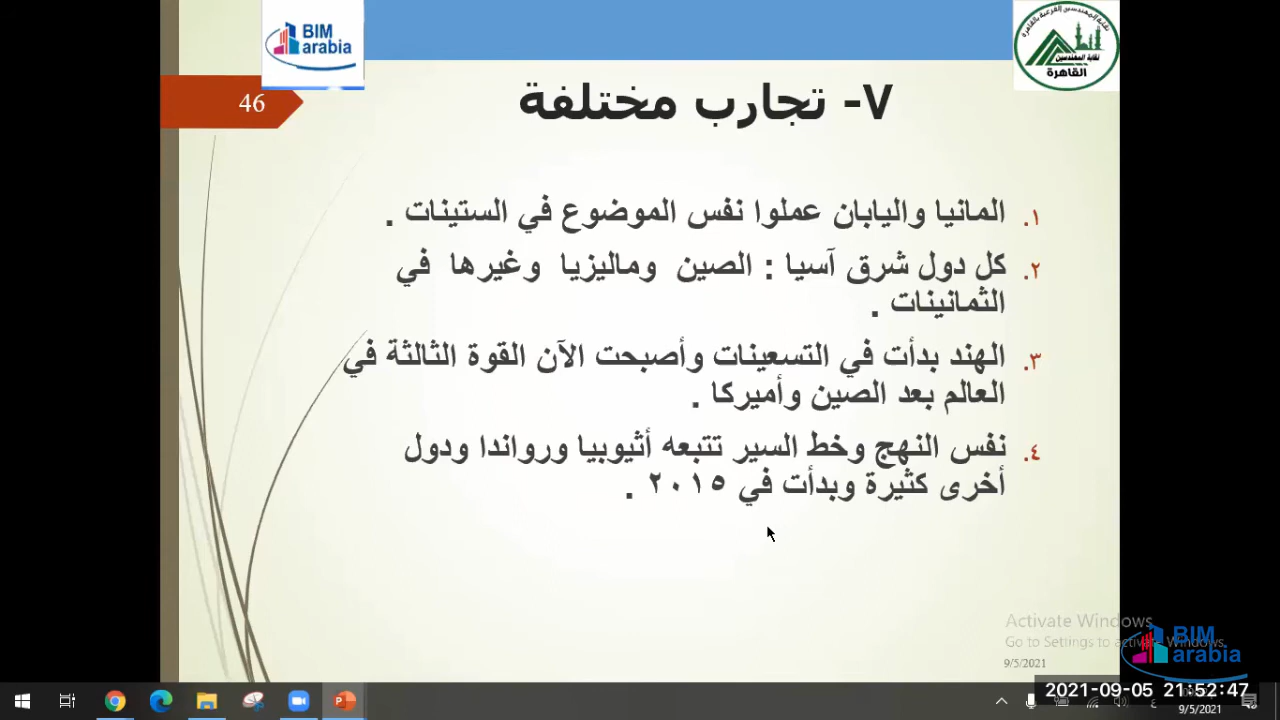 BIM
arabia
نقابة المهندسين الفرعية بالقاهرة
نقابة المهندسين
القاهرة
46
٧- تجارب مختلفة
١. المانيا واليابان عملوا نفس الموضوع في الستينات .
٢. كل دول شرق آسيا : الصين وماليزيا وغيرها في
الثمانينات .
٣. الهند بدأت في التسعينات وأصبحت الآن القوة الثالثة في
العالم بعد الصين وأميركا .
٤. نفس النهج وخط السير تتبعه أثيوبيا ورواندا ودول
أخرى كثيرة وبدأت في ٢٠١٥ .
Activate Windows
Go to Settings to activate Windows.
BIM
arabia
9/5/2021
2021-09-05 21:52:47
9/5/2021